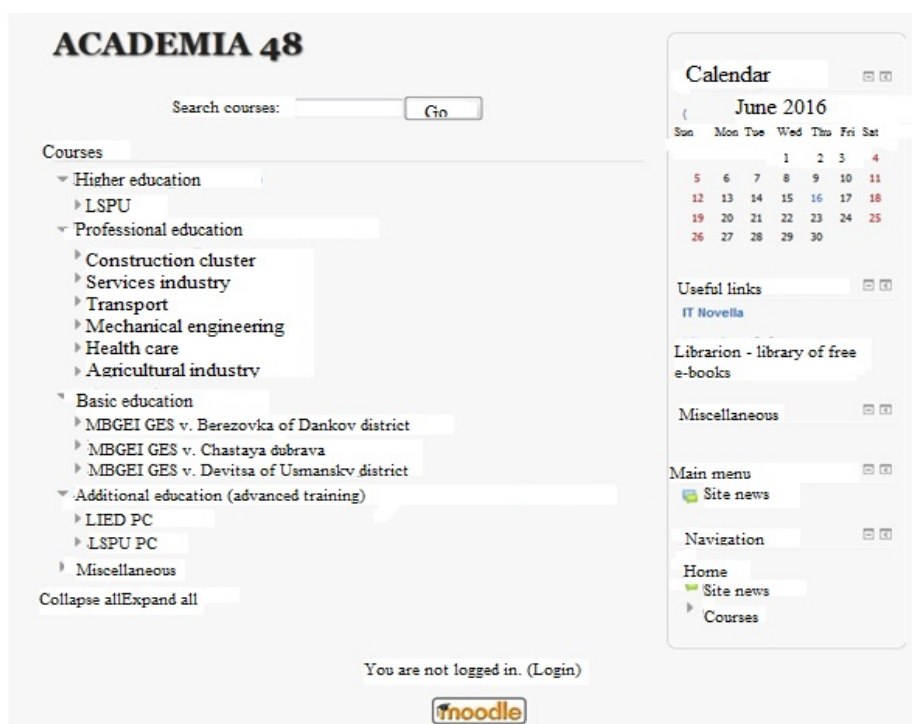 ACADEMIA 48
Search courses:
Go
Courses
Higher education
LSPU
Professional education
Construction cluster
Services industry
Transport
Mechanical engineering
Health care
Agricultural industry
Basic education
MBGEI GES v. Berezovka of Dankov district
MBGEI GES v. Chastaya dubrava
MBGEI GES v. Devitsa of Usmansky district
Additional education (advanced training)
LIED PC
LSPU PC
Miscellaneous
Collapse allExpand all
Calendar
June 2016
Sun Mon Tue Wed Thu Fri Sat
1 2 3 4
5 6 7 8 9 10 11
12 13 14 15 16 17 18
19 20 21 22 23 24 25
26 27 28 29 30
Useful links
IT Novella
Librarion - library of free
e-books
Miscellaneous
Main menu
Site news
Navigation
Home
Site news
Courses
You are not logged in. (Login)
moodle